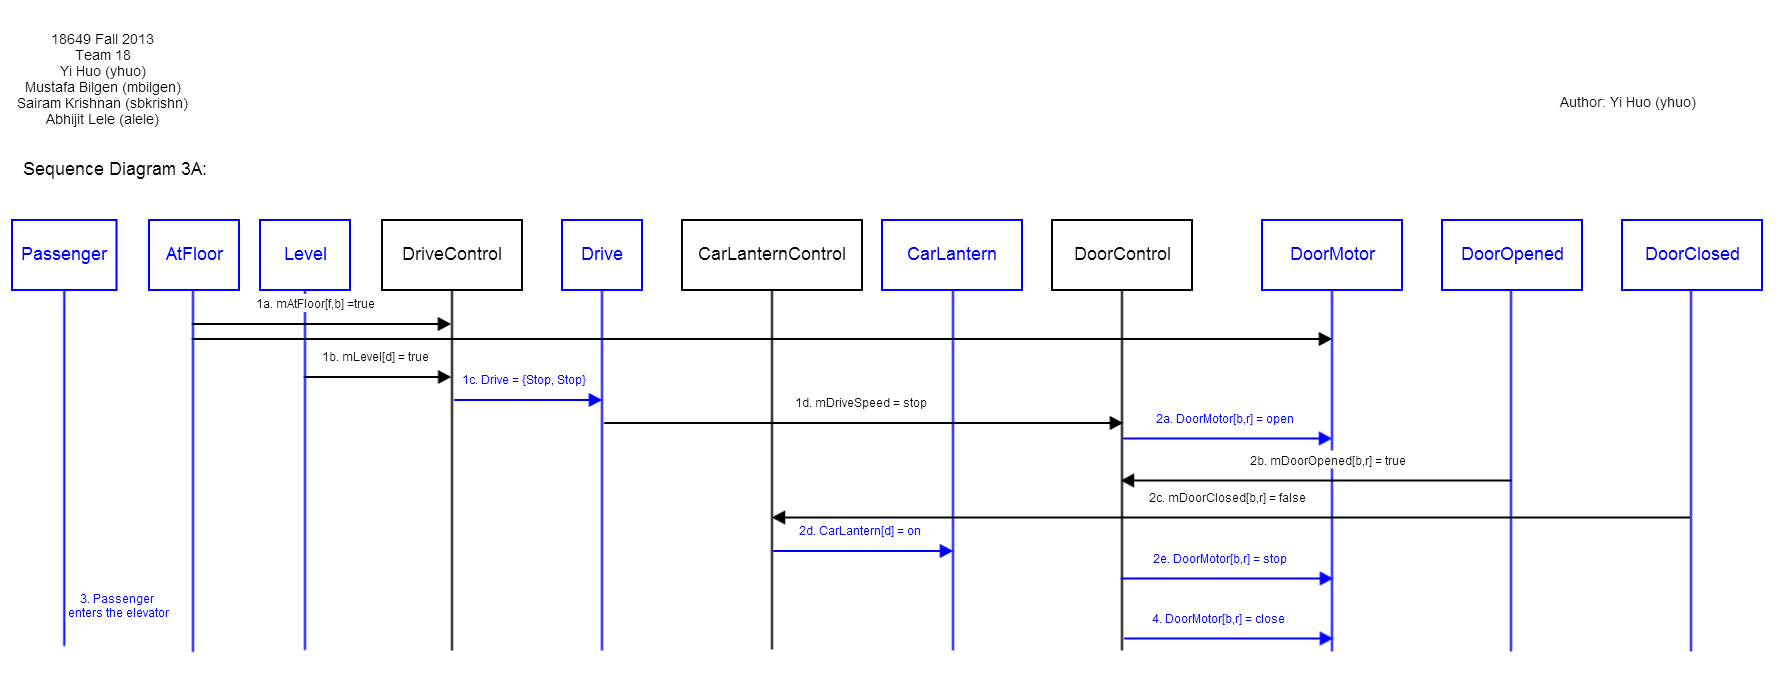 18649 Fall 2013
Team 18
Yi Huo (yhuo)
Mustafa Bilgen (mbilgen)
Sairam Krishnan (sbkrishn)
Abhijit Lele (alele)
Author: Yi Huo (yhuo)
Sequence Diagram 3A:
Passenger
AtFloor
Level
DriveControl
Drive
CarLanternControl
CarLantern
DoorControl
DoorMotor
DoorOpened
DoorClosed
1a. mAtFloor[f,b] =true
1b. mLevel[d] = true
1c. Drive = {Stop, Stop}
1d. mDriveSpeed = stop
2a. DoorMotor[b,r] = open
2b. mDoorOpened[b,r] = true
2c. mDoorClosed[b,r] = false
2d. CarLantern[d] = on
2e. DoorMotor[b,r] = stop
3. Passenger
enters the elevator
4. DoorMotor[b,r] = close